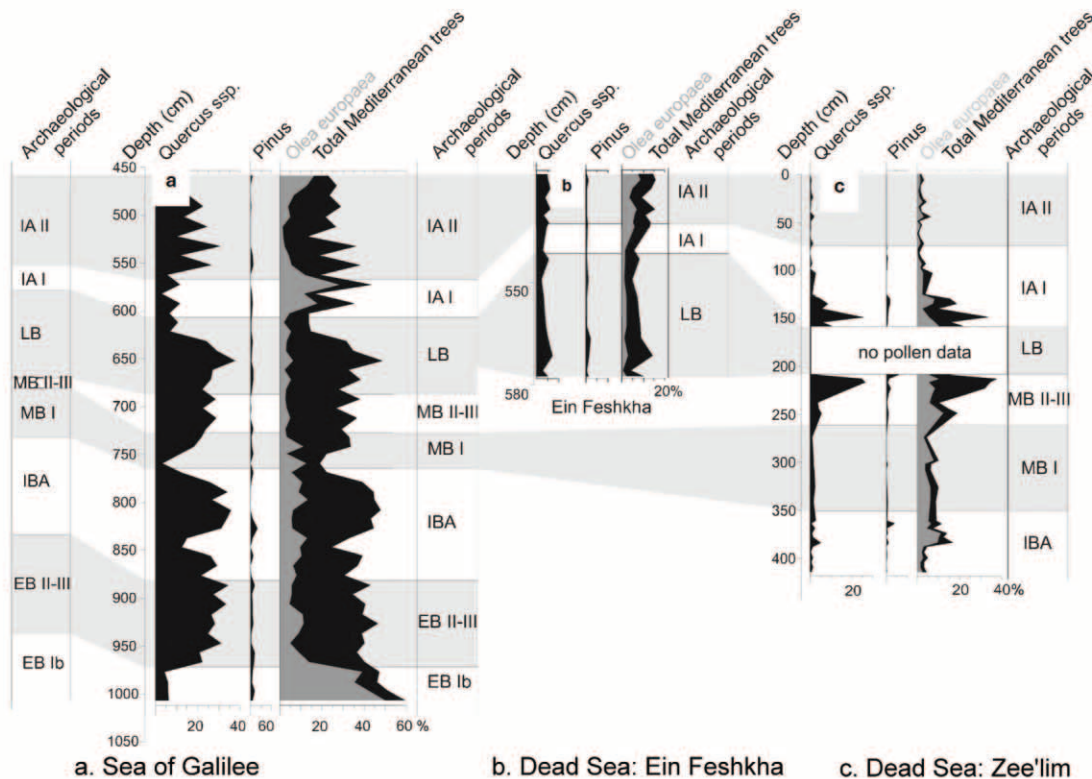 Archaeological periods
Depth (cm)
Quercus ssp.
Pinus
Olea europaea
Total Mediterranean trees
Archaeological periods
Depth (cm)
Quercus ssp.
Pinus
Olea europaea
Total Mediterranean trees
Archaeological periods
Depth (cm)
Quercus ssp.
Pinus
Olea europaea
Total Mediterranean trees
Archaeological periods
IA II
IA I
LB
MB II-III
MB I
IBA
EB II-III
EB Ib
450
500
550
600
650
700
750
800
850
900
950
1000
1050
a
20 40
60
20 40 60 %
IA II
IA I
LB
MB II-III
MB I
IBA
EB II-III
EB Ib
b
550
580
20%
Ein Feshkha
IA II
IA I
LB
0
50
100
150
200
250
300
350
400
c
no pollen data
20
20 40%
IA II
IA I
LB
MB II-III
MB I
IBA
a. Sea of Galilee
b. Dead Sea: Ein Feshkha
c. Dead Sea: Zee'lim